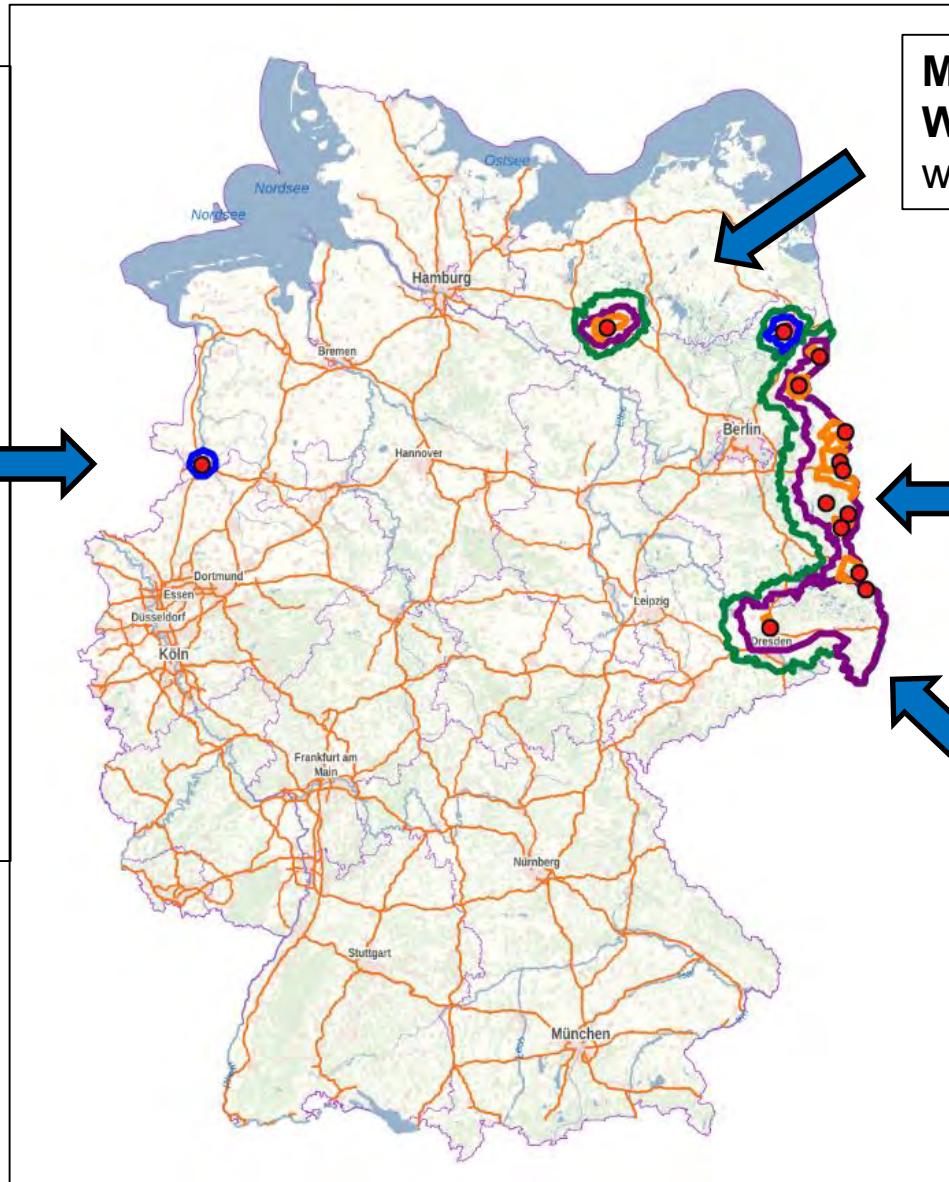 M
W
w
Ostsee
Nordsee
Nordsee
Hamburg
Bremen
Elbe
Berlin
Hannover
Dortmund
Essen
Düsseldorf
Köln
Leipzig
Dresden
Frankfurt am
Main
Nürnberg
Stuttgart
München